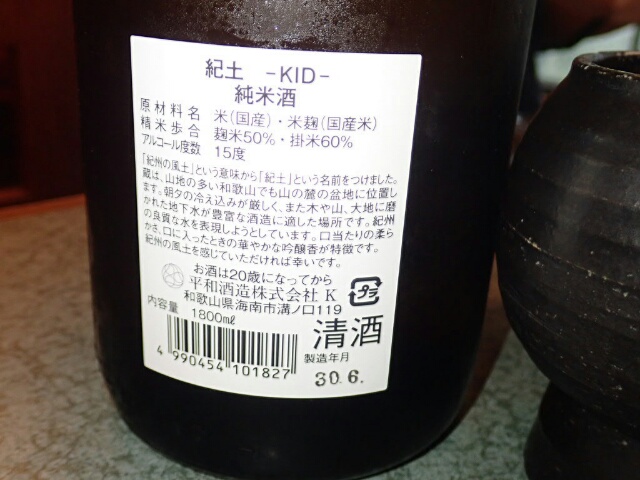 紀土 -KID-
純米酒
原材料名 米(国産)・米麹(国産米)
精米歩合 麹米50%・掛米60%
アルコール度数 15度
「紀州の風土」という意味から「紀土」という名前をつけました。
蔵は、山地の多い和歌山でも山の麓の盆地に位置し
ます。朝夕の冷え込みが厳しく、また木や山、大地に磨
かれた地下水が豊富な酒造に適した場所です。紀州
の良質な水を表現しようとしています。口当たりの柔ら
かさ、口に入ったときの華やかな吟醸香が特徴です。
紀州の風土を感じていただければ幸いです。
お酒は20歳になってから
平和酒造株式会社 K
和歌山県海南市溝ノ口119
プラ
内容量 1800ml
清酒
製造年月
30.6.
4 990454 101827